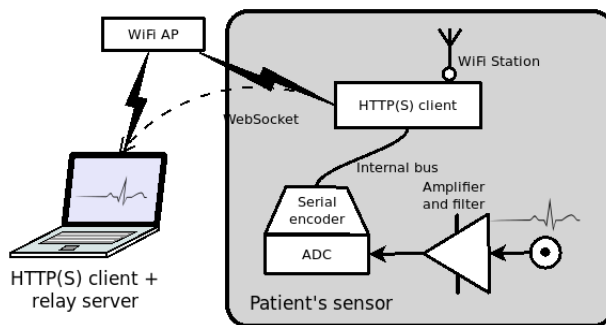 WiFi AP
WiFi Station
HTTP(S) client
WebSocket
Internal bus
Amplifier
and filter
Serial
encoder
ADC
HTTP(S) client +
relay server
Patient's sensor